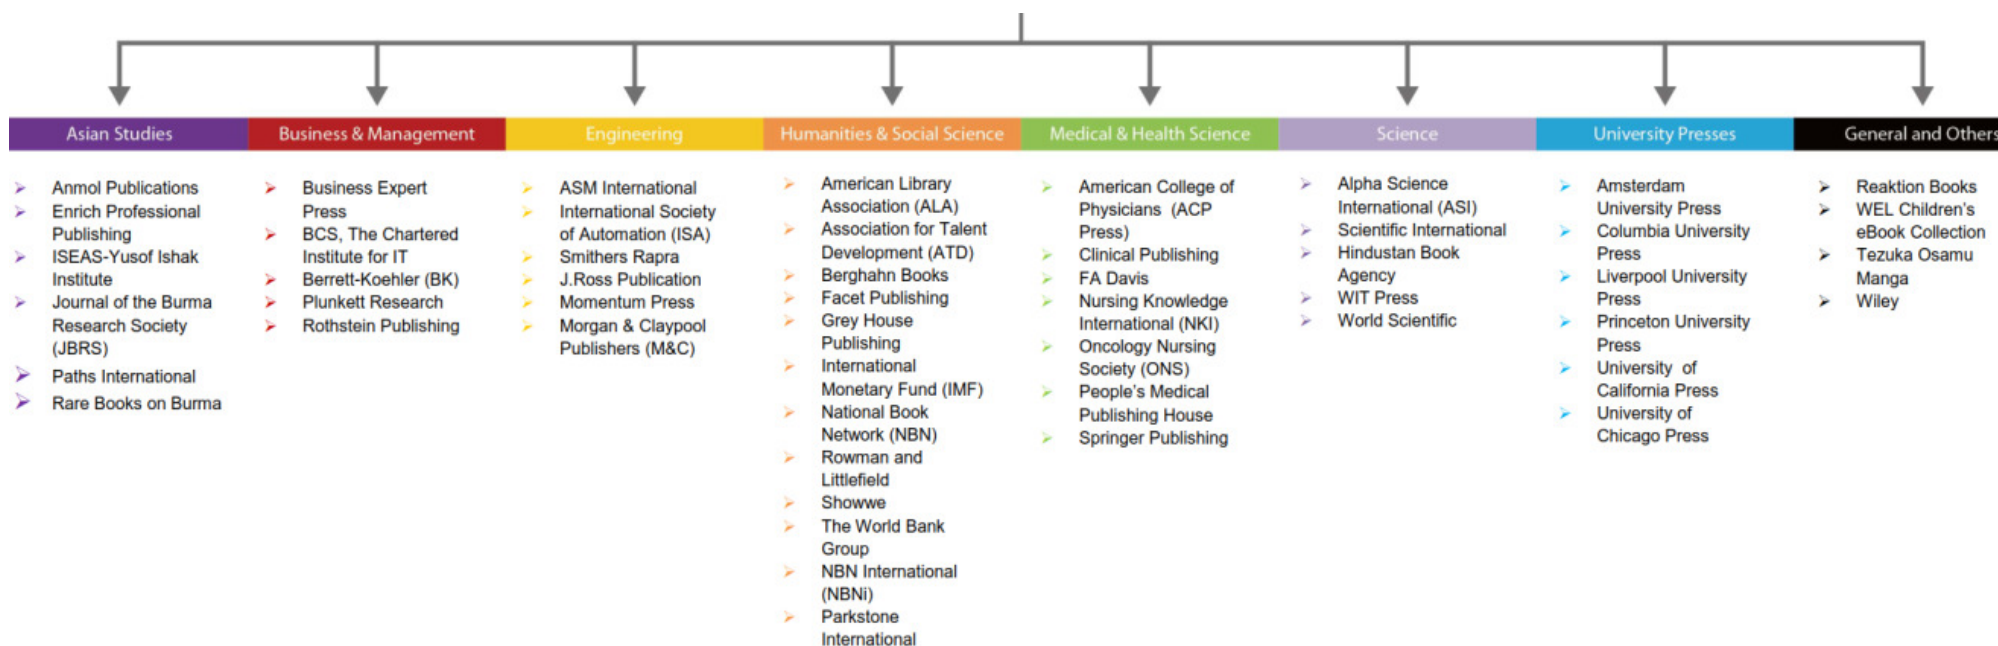 Asian Studies
Business & Management
Engineering
Humanities & Social Science
Medical & Health Science
Science
University Presses
General and Others
Anmol Publications
Enrich Professional
Publishing
ISEAS-Yusof Ishak
Institute
Journal of the Burma
Research Society
(JBRS)
Paths International
Rare Books on Burma
Business Expert
Press
BCS, The Chartered
Institute for IT
Berrett-Koehler (BK)
Plunkett Research
Rothstein Publishing
ASM International
International Society
of Automation (ISA)
Smithers Rapra
J.Ross Publication
Momentum Press
Morgan & Claypool
Publishers (M&C)
American Library
Association (ALA)
Association for Talent
Development (ATD)
Berghahn Books
Facet Publishing
Grey House
Publishing
International
Monetary Fund (IMF)
National Book
Network (NBN)
Rowman and
Littlefield
Showwe
The World Bank
Group
NBN International
(NBNi)
Parkstone
International
American College of
Physicians (ACP
Press)
Clinical Publishing
FA Davis
Nursing Knowledge
International (NKI)
Oncology Nursing
Society (ONS)
People's Medical
Publishing House
Springer Publishing
Alpha Science
International (ASI)
Scientific International
Hindustan Book
Agency
WIT Press
World Scientific
Amsterdam
University Press
Columbia University
Press
Liverpool University
Press
Princeton University
Press
University of
California Press
University of
Chicago Press
Reaktion Books
WEL Children's
eBook Collection
Tezuka Osamu
Manga
Wiley